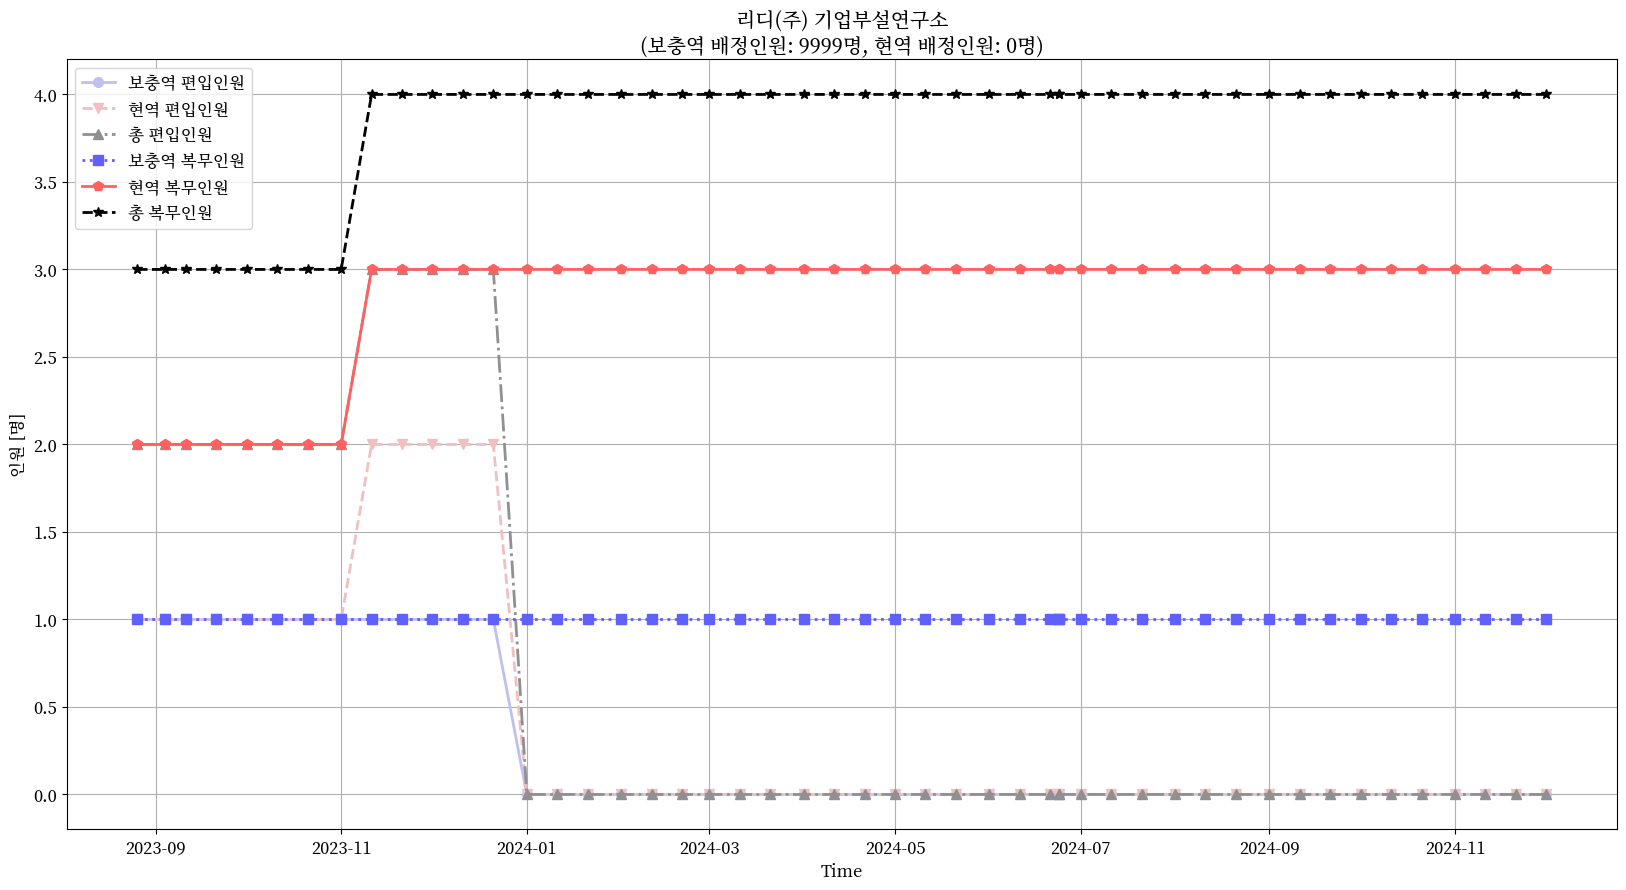 리디(주) 기업부설연구소
(보충역 배정인원: 9999명, 현역 배정인원: 0명)
보충역 편입인원
현역 편입인원
총 편입인원
보충역 복무인원
현역 복무인원
총 복무인원
4.0
3.5
3.0
2.5
2.0
1.5
1.0
0.5
0.0
인원 [명]
2023-09
2023-11
2024-01
2024-03
2024-05
2024-07
2024-09
2024-11
Time